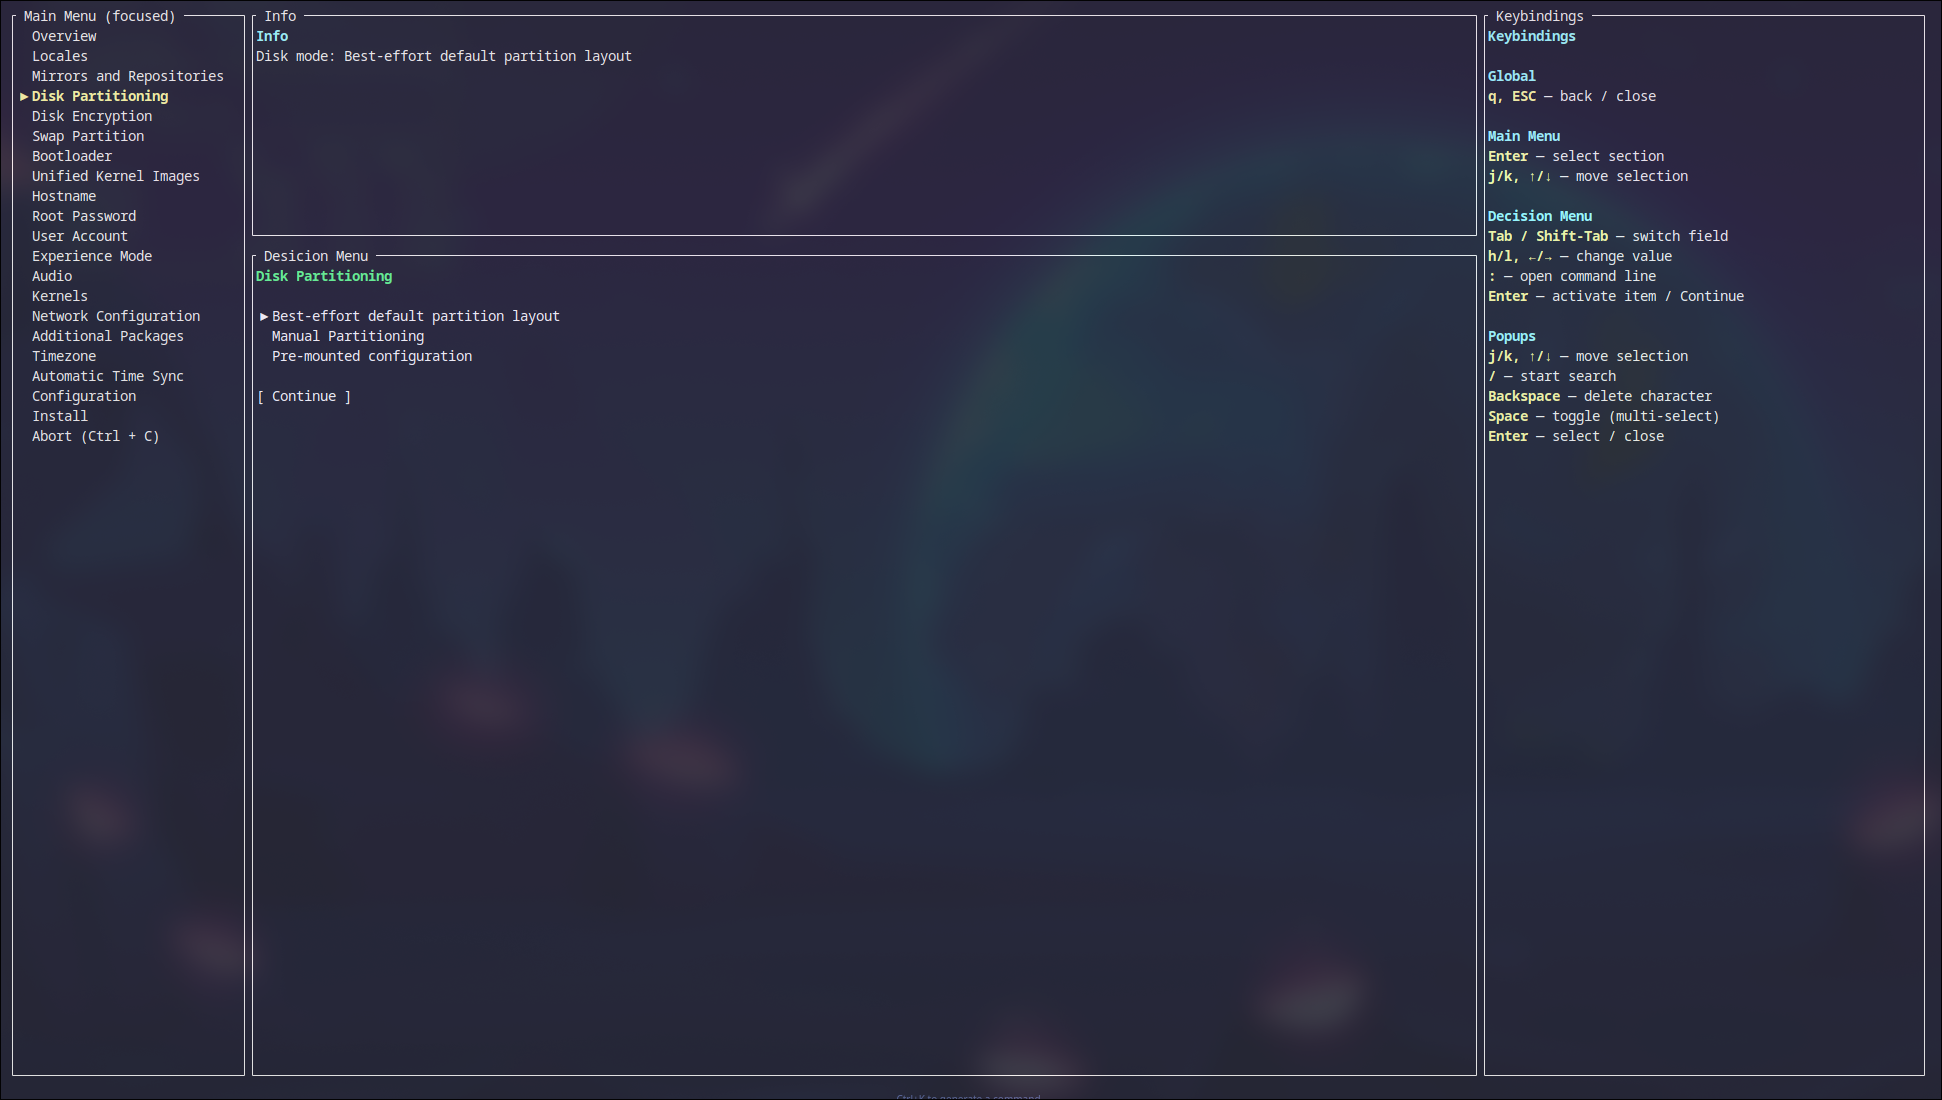 Main Menu (focused)
Overview
Locales
Mirrors and Repositories
▶Disk Partitioning
Disk Encryption
Swap Partition
Bootloader
Unified Kernel Images
Hostname
Root Password
User Account
Experience Mode
Audio
Kernels
Network Configuration
Additional Packages
Timezone
Automatic Time Sync
Configuration
Install
Abort (Ctrl + C)
Info
Info
Disk mode: Best-effort default partition layout
Desicion Menu
Disk Partitioning
▶Best-effort default partition layout
Manual Partitioning
Pre-mounted configuration
[ Continue ]
Keybindings
Keybindings
Global
q, ESC — back / close
Main Menu
Enter — select section
j/k, ↑/↓ — move selection
Decision Menu
Tab / Shift-Tab — switch field
h/l, ←/→ — change value
: — open command line
Enter — activate item / Continue
Popups
j/k, ↑/↓ — move selection
/ — start search
Backspace — delete character
Space — toggle (multi-select)
Enter — select / close
Ctrl+K to generate a command